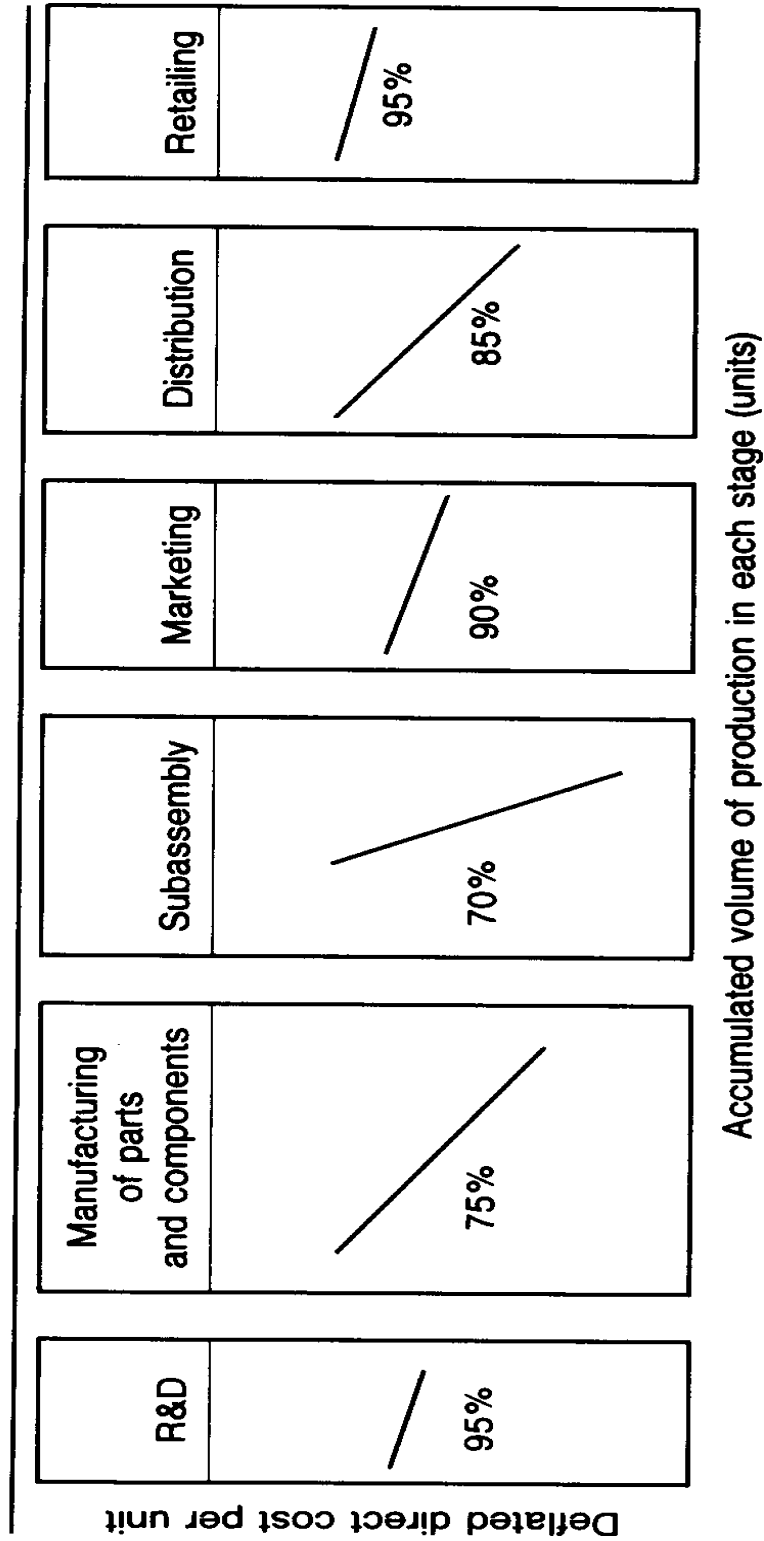 Deflated direct cost per unit
R&D
95%
Manufacturing
of parts
and components
75%
Subassembly
70%
Marketing
90%
Distribution
85%
Retailing
95%
Accumulated volume of production in each stage (units)